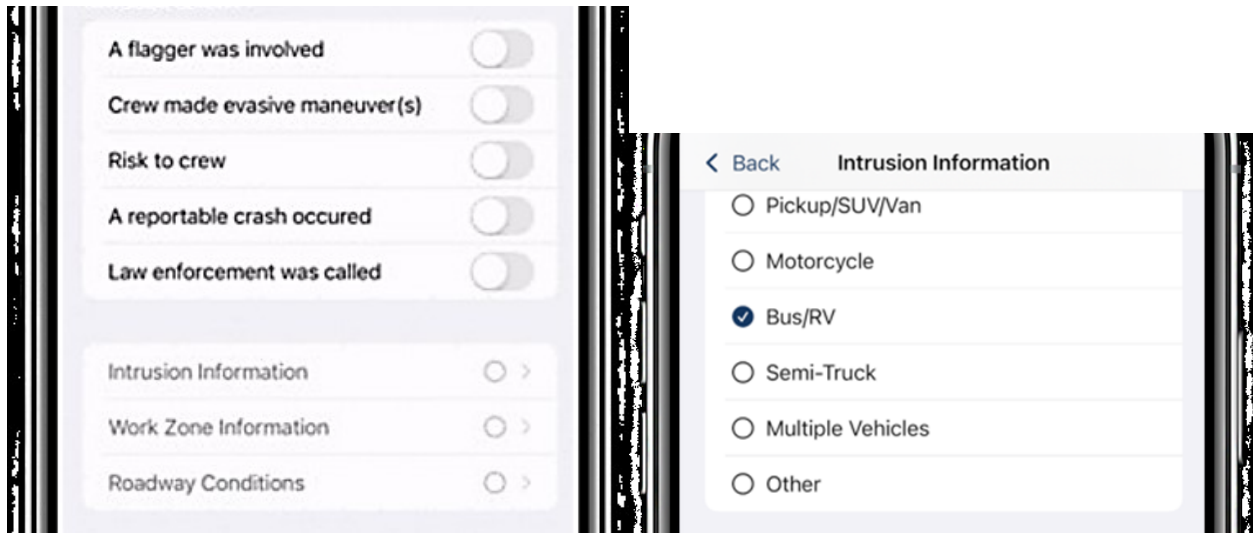 A flagger was involved
Crew made evasive maneuver(s)
Risk to crew
A reportable crash occured
Law enforcement was called
Intrusion Information
Work Zone Information
Roadway Conditions
Back
Intrusion Information
Pickup/SUV/Van
Motorcycle
Bus/RV
Semi-Truck
Multiple Vehicles
Other